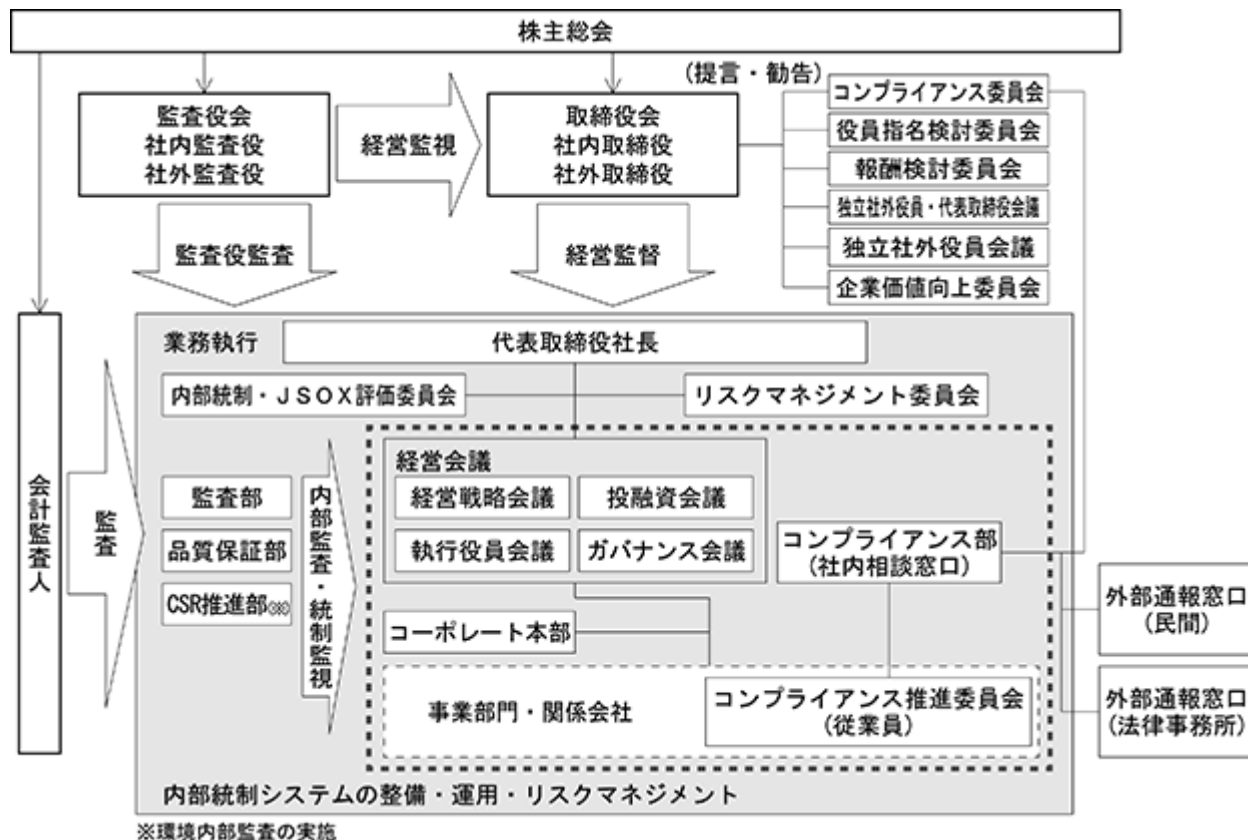 株主総会
(提言・勧告)
監査役会
社内監査役
社外監査役
経営監視
取締役会
社内取締役
社外取締役
コンプライアンス委員会
役員指名検討委員会
報酬検討委員会
独立社外役員・代表取締役会議
独立社外役員会議
企業価値向上委員会
監査役監査
経営監督
会計監査人
監査
業務執行
代表取締役社長
内部統制・JSOX評価委員会
リスクマネジメント委員会
監査部
品質保証部
CSR推進部(※)
内部監査・統制監視
経営会議
経営戦略会議
投融資会議
執行役員会議
ガバナンス会議
コンプライアンス部
(社内相談窓口)
コーポレート本部
事業部門・関係会社
コンプライアンス推進委員会
(従業員)
外部通報窓口
(民間)
外部通報窓口
(法律事務所)
内部統制システムの整備・運用・リスクマネジメント
※環境内部監査の実施